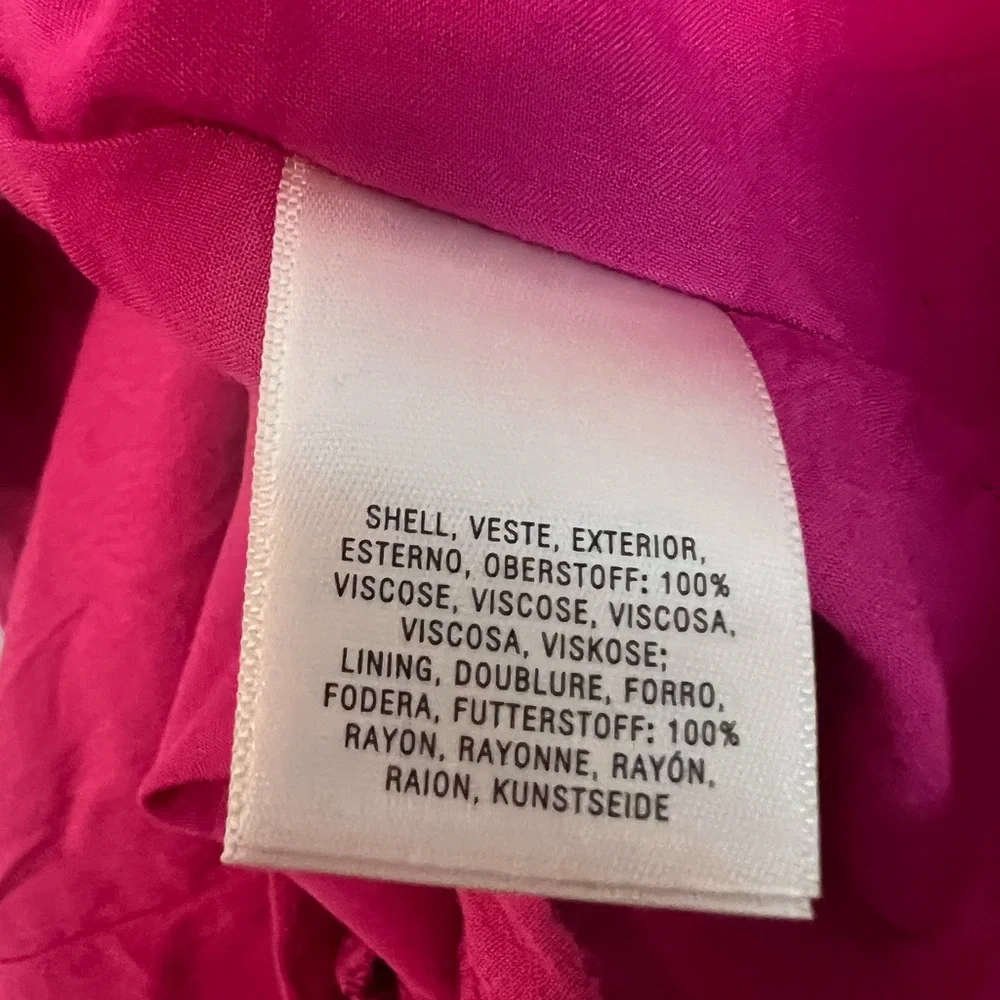 SHELL, VESTE, EXTERIOR,
ESTERNO, OBERSTOFF: 100%
VISCOSE, VISCOSE, VISCOSA,
VISCOSA, VISKOSE;
LINING, DOUBLURE, FORRO,
FODERA, FUTTERSTOFF: 100%
RAYON, RAYONNE, RAYÓN,
RAION, KUNSTSEIDE